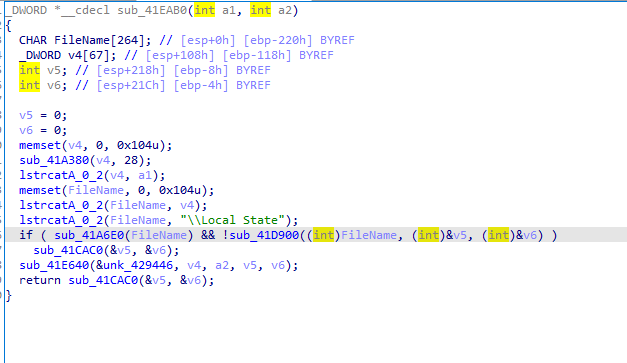 _DWORD *__cdecl sub_41EAB0(int a1, int a2)
{
CHAR FileName[264]; // [esp+0h] [ebp-220h] BYREF
_DWORD v4[67]; // [esp+108h] [ebp-118h] BYREF
int v5; // [esp+218h] [ebp-8h] BYREF
int v6; // [esp+21Ch] [ebp-4h] BYREF
v5 = 0;
v6 = 0;
memset(v4, 0, 0x104u);
sub_41A380(v4, 28);
lstrcatA_0_2(v4, a1);
memset(FileName, 0, 0x104u);
lstrcatA_0_2(FileName, v4);
lstrcatA_0_2(FileName, "\\Local State");
if ( sub_41A6E0(FileName) && !sub_41D900((int)FileName, (int)&v5, (int)&v6) )
sub_41CAC0(&v5, &v6);
sub_41E640(&unk_429446, v4, a2, v5, v6);
return sub_41CAC0(&v5, &v6);
}